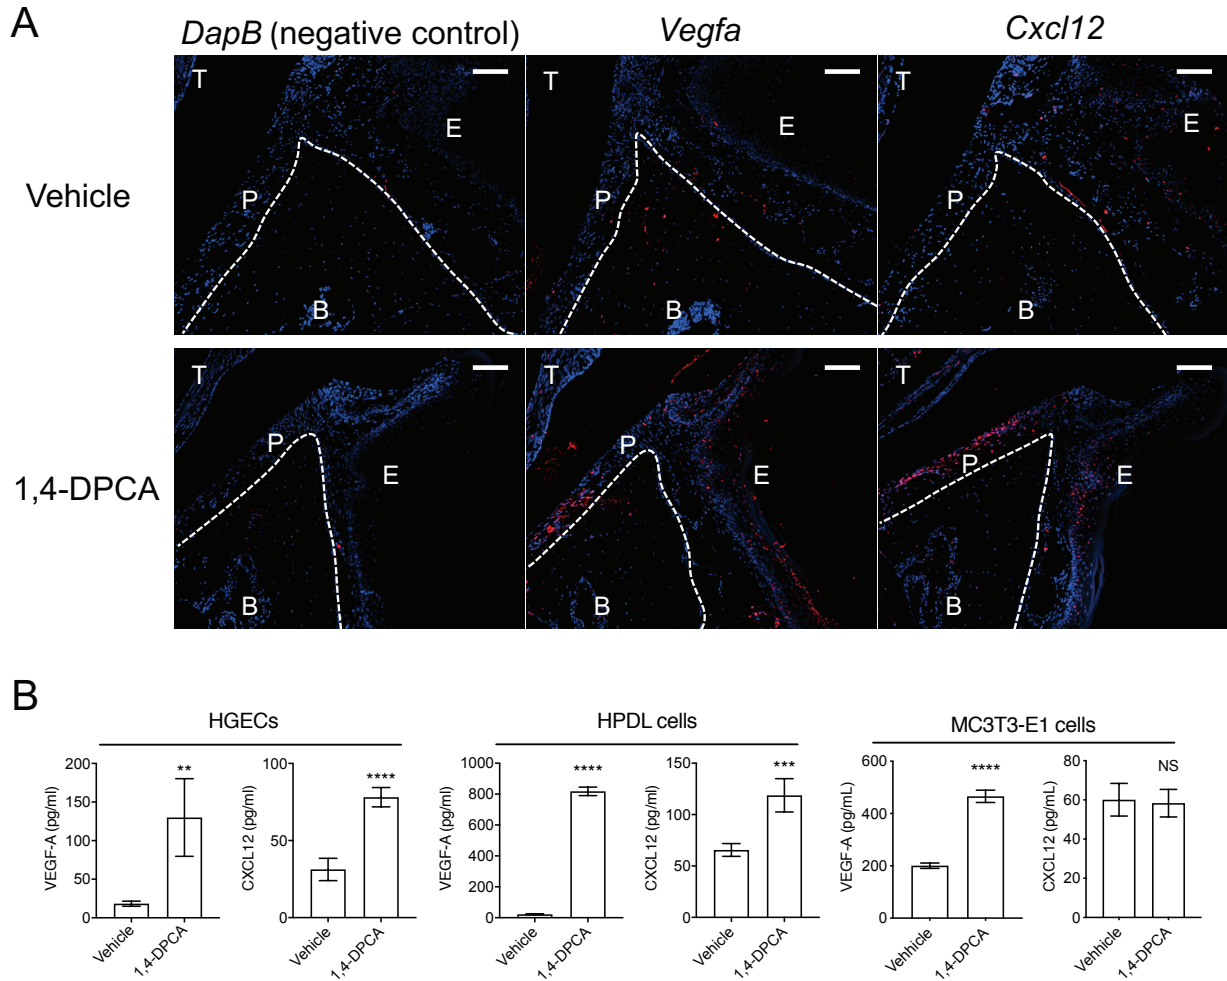 A
DapB (negative control)
Vegfa
Cxcl12
Vehicle
T
E
P
B
T
E
P
B
T
E
P
B
1,4-DPCA
T
P
E
B
T
P
E
B
T
P
E
B
B
HGECs
HPDL cells
MC3T3-E1 cells
VEGF-A (pg/ml)
200
150
100
50
0
**
Vehicle
1,4-DPCA
CXCL12 (pg/ml)
100
50
0
****
Vehicle
1,4-DPCA
VEGF-A (pg/ml)
1000
800
600
400
200
0
****
Vehicle
1,4-DPCA
CXCL12 (pg/ml)
150
100
50
0
***
Vehicle
1,4-DPCA
VEGF-A (pg/mL)
600
400
200
0
****
Vehicle
1,4-DPCA
CXCL12 (pg/mL)
80
60
40
20
0
NS
Vehhicle
1,4-DPCA